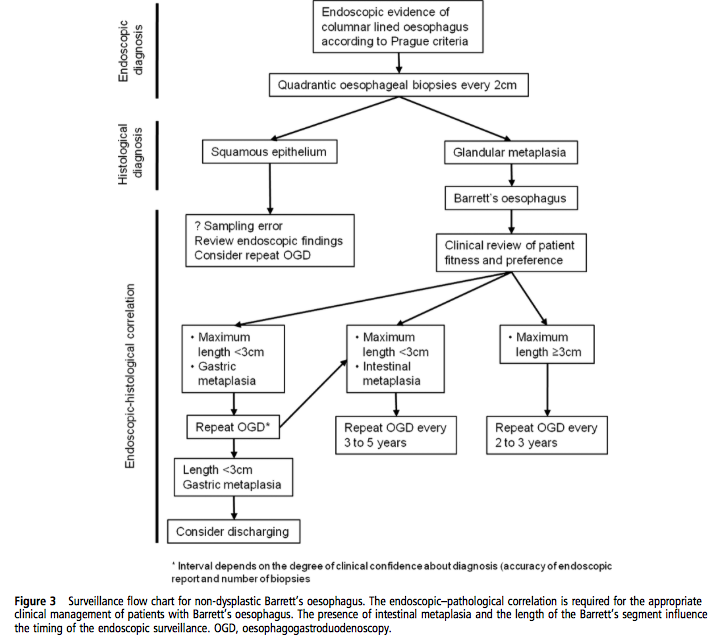 Endoscopic
diagnosis
Endoscopic evidence of
columnar lined oesophagus
according to Prague criteria
Quadrantic oesophageal biopsies every 2cm
Histological
diagnosis
Squamous epithelium
Glandular metaplasia
Barrett's oesophagus
Endoscopic-histological correlation
? Sampling error
Review endoscopic findings
Consider repeat OGD
Clinical review of patient
fitness and preference
• Maximum
length <3cm
• Gastric
metaplasia
• Maximum
length <3cm
• Intestinal
metaplasia
• Maximum
length ≥3cm
Repeat OGD*
Repeat OGD every
3 to 5 years
Repeat OGD every
2 to 3 years
Length <3cm
Gastric metaplasia
Consider discharging
* Interval depends on the degree of clinical confidence about diagnosis (accuracy of endoscopic
report and number of biopsies
Figure 3 Surveillance flow chart for non-dysplastic Barrett's oesophagus. The endoscopic–pathological correlation is required for the appropriate
clinical management of patients with Barrett's oesophagus. The presence of intestinal metaplasia and the length of the Barrett's segment influence
the timing of the endoscopic surveillance. OGD, oesophagogastroduodenoscopy.